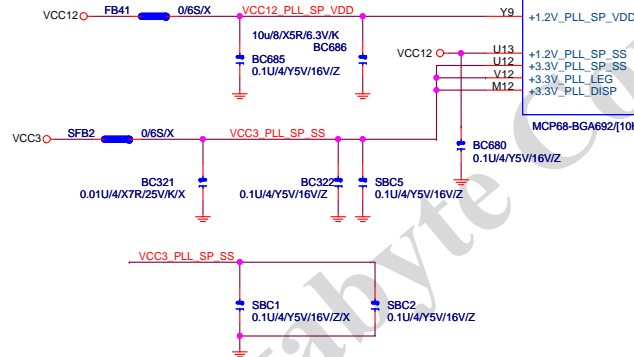 VCC12 FB41 0/6S/X VCC12_PLL_SP_VDD Y9 +1.2V_PLL_SP_VDD
10u/8/X5R/6.3V/K
BC686
BC685
0.1U/4/Y5V/16V/Z
VCC12 U13 +1.2V_PLL_SP_SS
U12 +3.3V_PLL_SP_SS
V12 +3.3V_PLL_LEG
M12 +3.3V_PLL_DISP
MCP68-BGA692/[10
VCC3 SFB2 0/6S/X VCC3_PLL_SP_SS
BC680
0.1U/4/Y5V/16V/Z
BC321
0.01U/4/X7R/25V/K/X
BC322
0.1U/4/Y5V/16V/Z
SBC5
0.1U/4/Y5V/16V/Z
VCC3_PLL_SP_SS
SBC1
0.1U/4/Y5V/16V/Z/X
SBC2
0.1U/4/Y5V/16V/Z
abyte Co